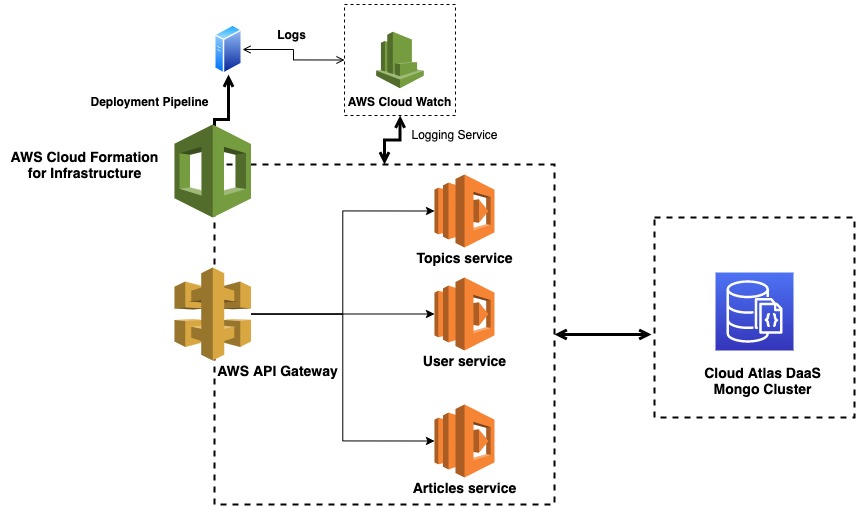 Logs
Deployment Pipeline
AWS Cloud Watch
Logging Service
AWS Cloud Formation
for Infrastructure
Topics service
User service
AWS API Gateway
Cloud Atlas DaaS
Mongo Cluster
Articles service